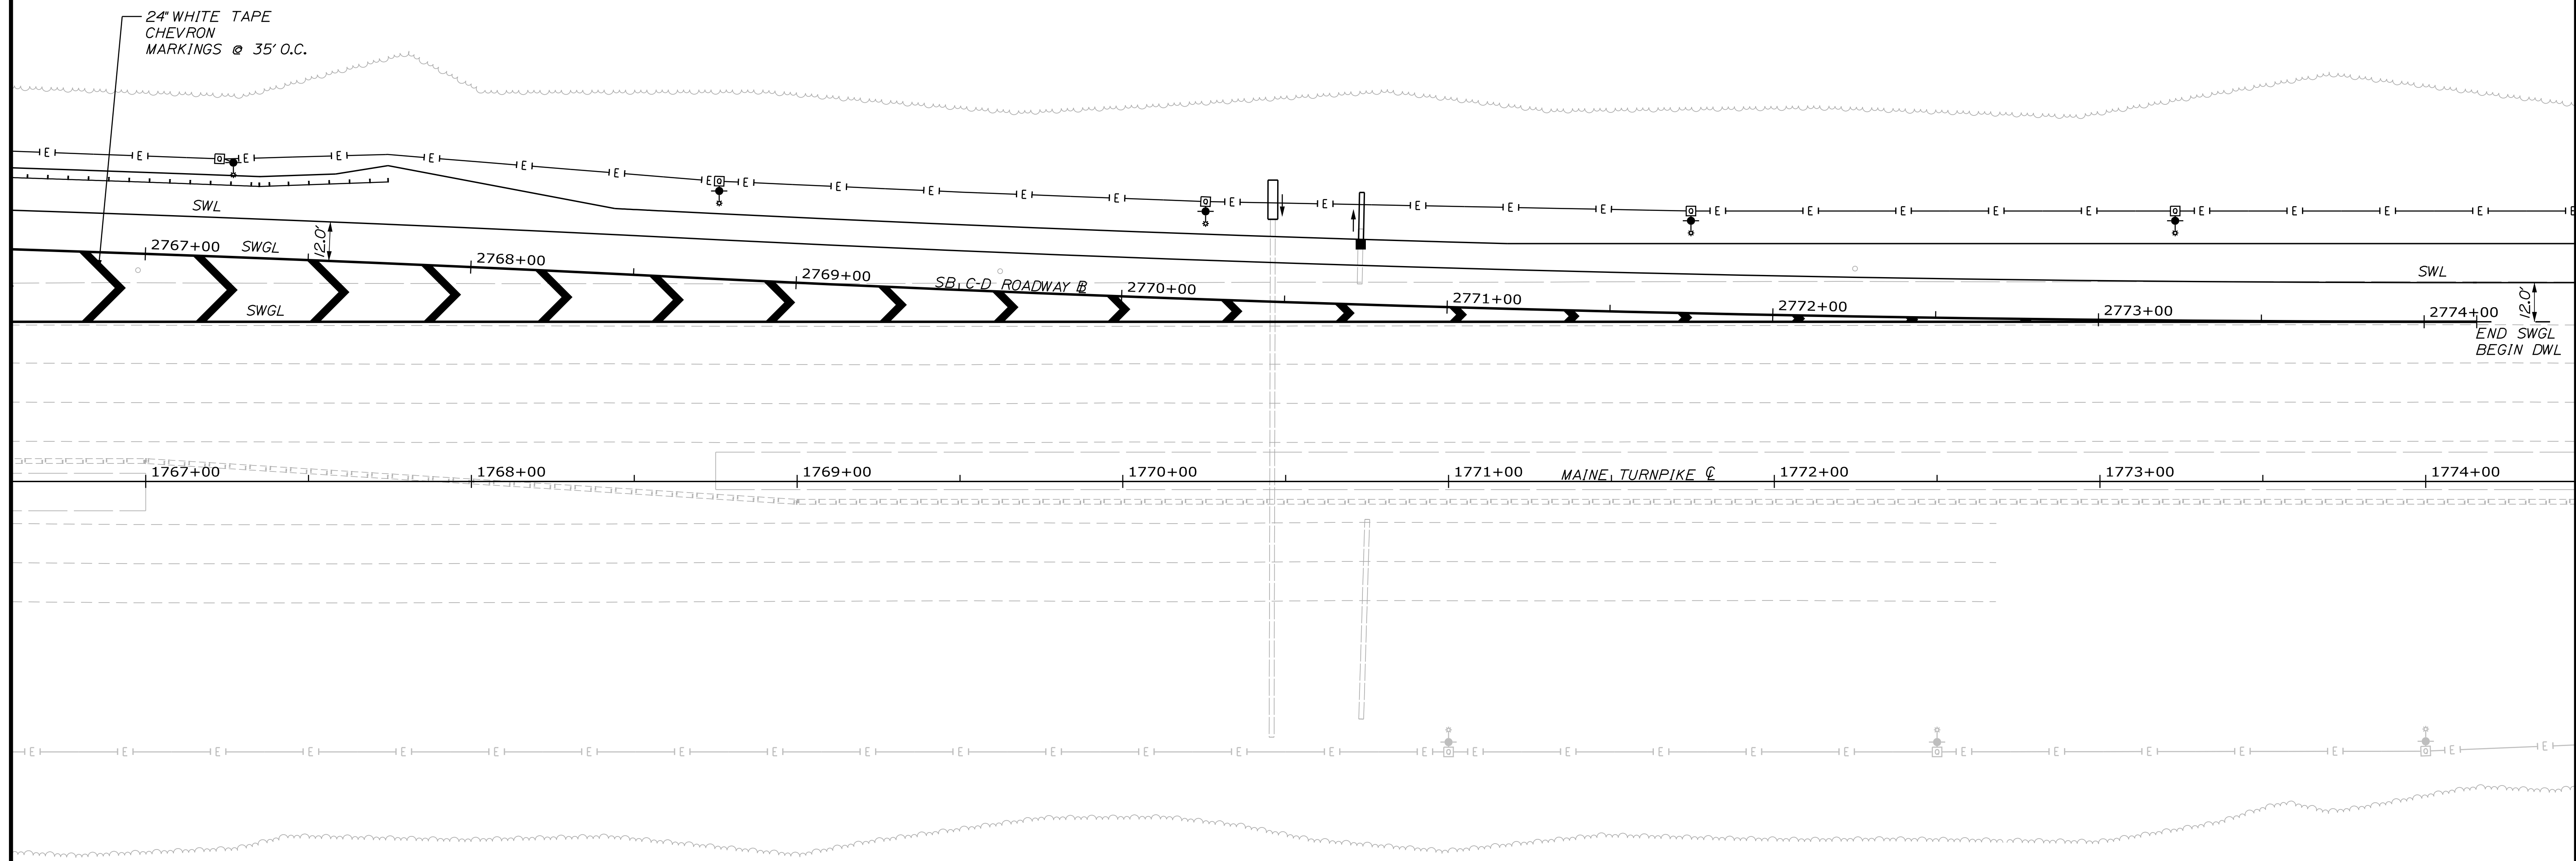 24" WHITE TAPE
CHEVRON
MARKINGS @ 35' O.C.
E E E E E E E E E E E E E E E E E E E E E E E E E E E E
SWL
12.0'
2767+00
SWGL
2768+00
2769+00
SB C-D ROADWAY BL
2770+00
2771+00
2772+00
2773+00
2774+00
SWL
12.0'
SWGL
END SWGL
BEGIN DWL
1767+00
1768+00
1769+00
1770+00
1771+00
MAINE TURNPIKE CL
1772+00
1773+00
1774+00
E E E E E E E E E E E E E E E E E E E E E E E E E E E E